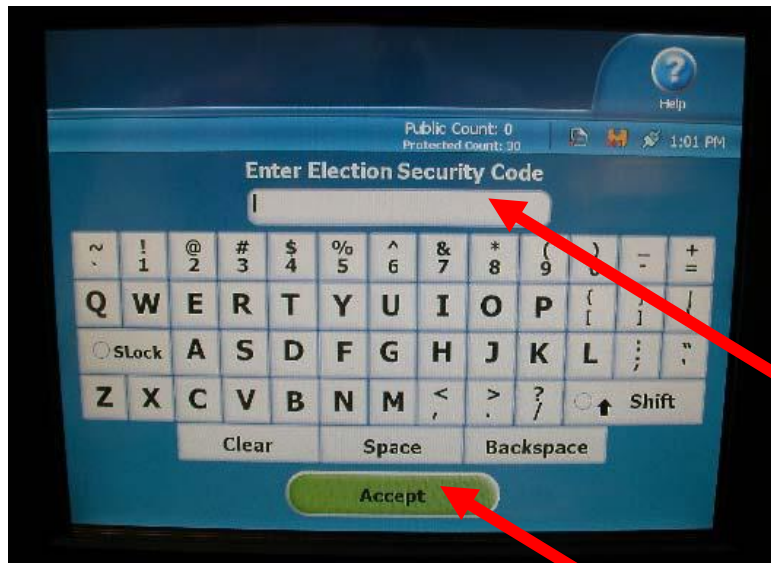 ?
Help
Public Count: 0
Protected Count: 30
1:01 PM
Enter Election Security Code
~ ! @ # $ % ^ & * ( ) _ +
` 1 2 3 4 5 6 7 8 9 - =
Q W E R T Y U I O P { }
[ ]
SLock A S D F G H J K L : "
; '
Z X C V B N M < > ? Shift
, . /
Clear Space Backspace
Accept